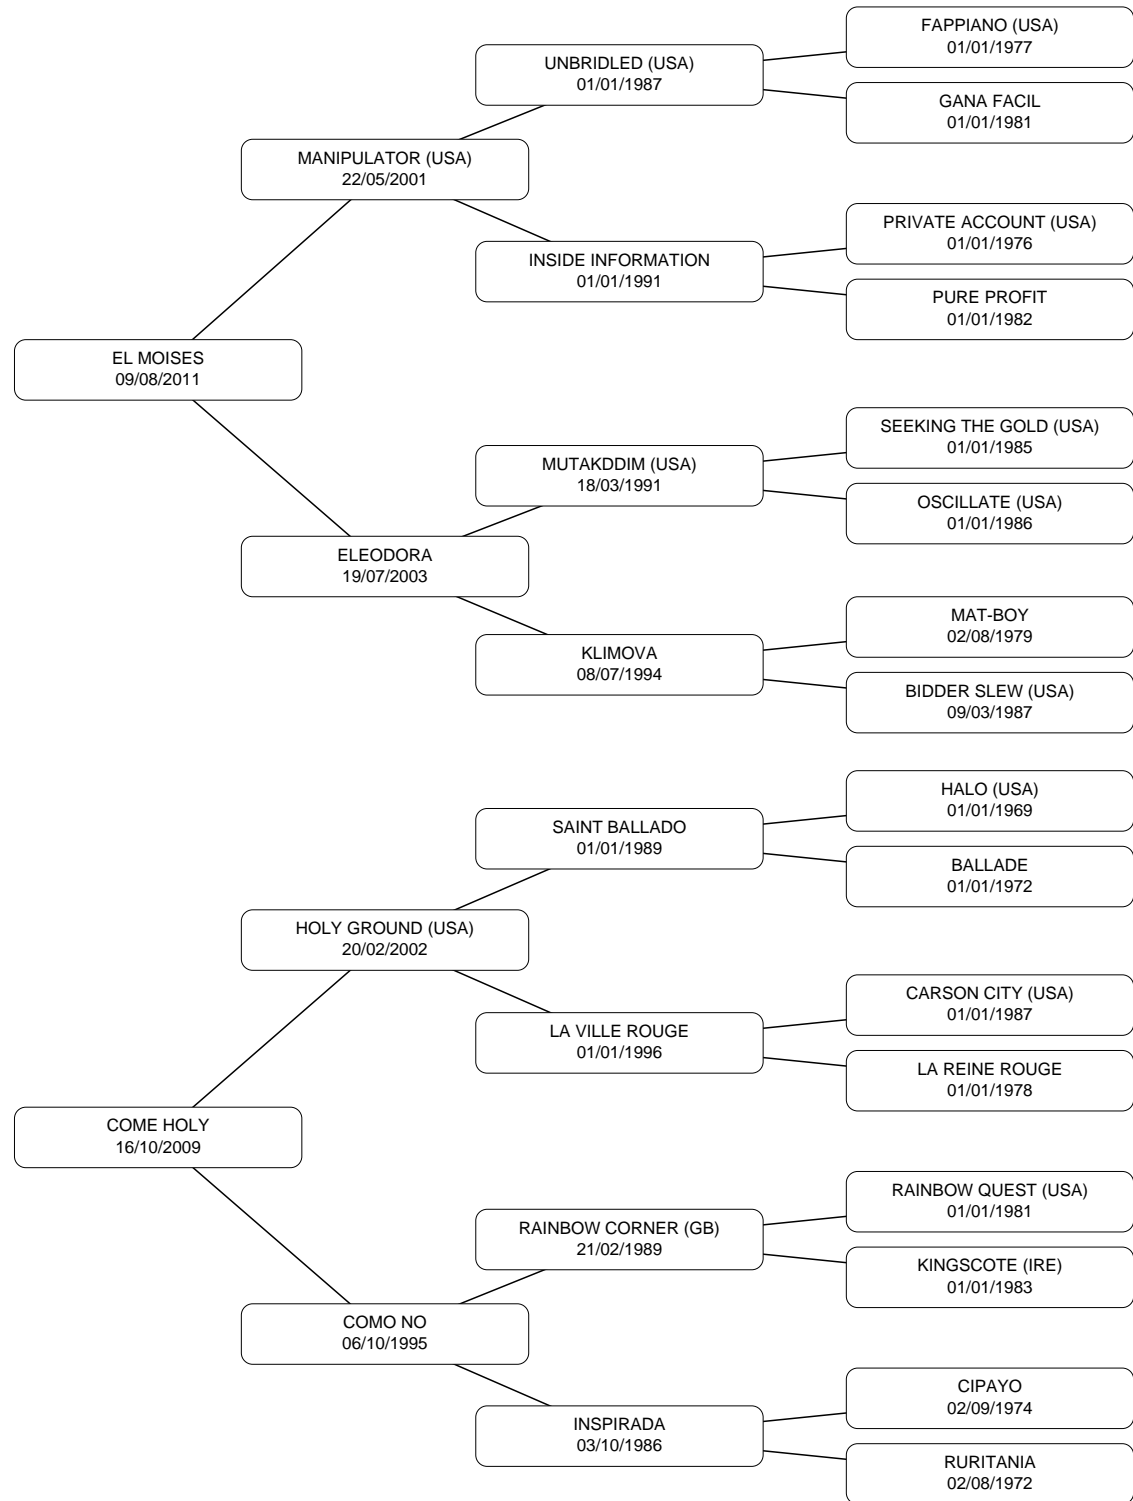 FAPPIANO (USA)
01/01/1977
UNBRIDLED (USA)
01/01/1987
GANA FACIL
01/01/1981
MANIPULATOR (USA)
22/05/2001
PRIVATE ACCOUNT (USA)
01/01/1976
INSIDE INFORMATION
01/01/1991
PURE PROFIT
01/01/1982
EL MOISES
09/08/2011
SEEKING THE GOLD (USA)
01/01/1985
MUTAKDDIM (USA)
18/03/1991
OSCILLATE (USA)
01/01/1986
ELEODORA
19/07/2003
MAT-BOY
02/08/1979
KLIMOVA
08/07/1994
BIDDER SLEW (USA)
09/03/1987
HALO (USA)
01/01/1969
SAINT BALLADO
01/01/1989
BALLADE
01/01/1972
HOLY GROUND (USA)
20/02/2002
CARSON CITY (USA)
01/01/1987
LA VILLE ROUGE
01/01/1996
LA REINE ROUGE
01/01/1978
COME HOLY
16/10/2009
RAINBOW QUEST (USA)
01/01/1981
RAINBOW CORNER (GB)
21/02/1989
KINGSCOTE (IRE)
01/01/1983
COMO NO
06/10/1995
CIPAYO
02/09/1974
INSPIRADA
03/10/1986
RURITANIA
02/08/1972